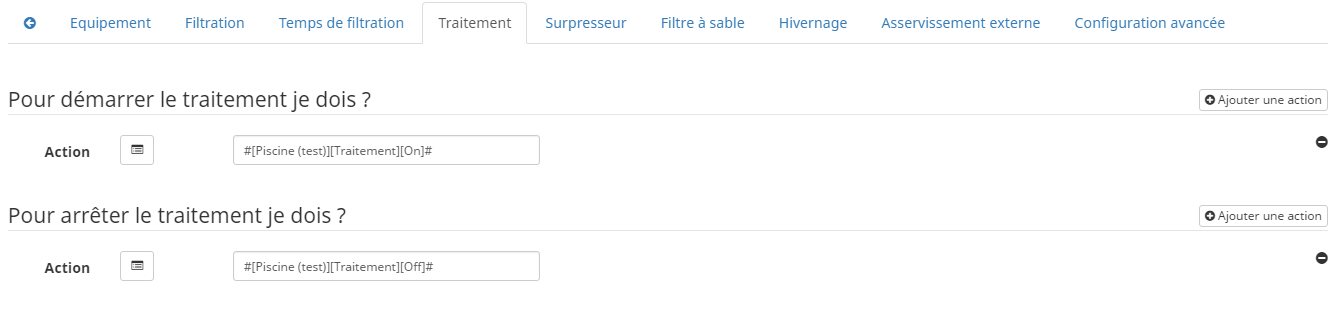 Equipement Filtration Temps de filtration Traitement Surpresseur Filtre à sable Hivernage Asservissement externe Configuration avancée
Pour démarrer le traitement je dois ? Ajouter une action
Action #[Piscine (test)][Traitement][On]#
Pour arrêter le traitement je dois ? Ajouter une action
Action #[Piscine (test)][Traitement][Off]#